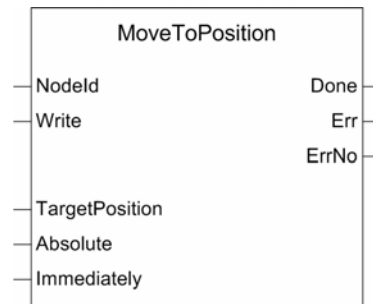 MoveToPosition
NodeId Done
Write Err
ErrNo
TargetPosition
Absolute
Immediately